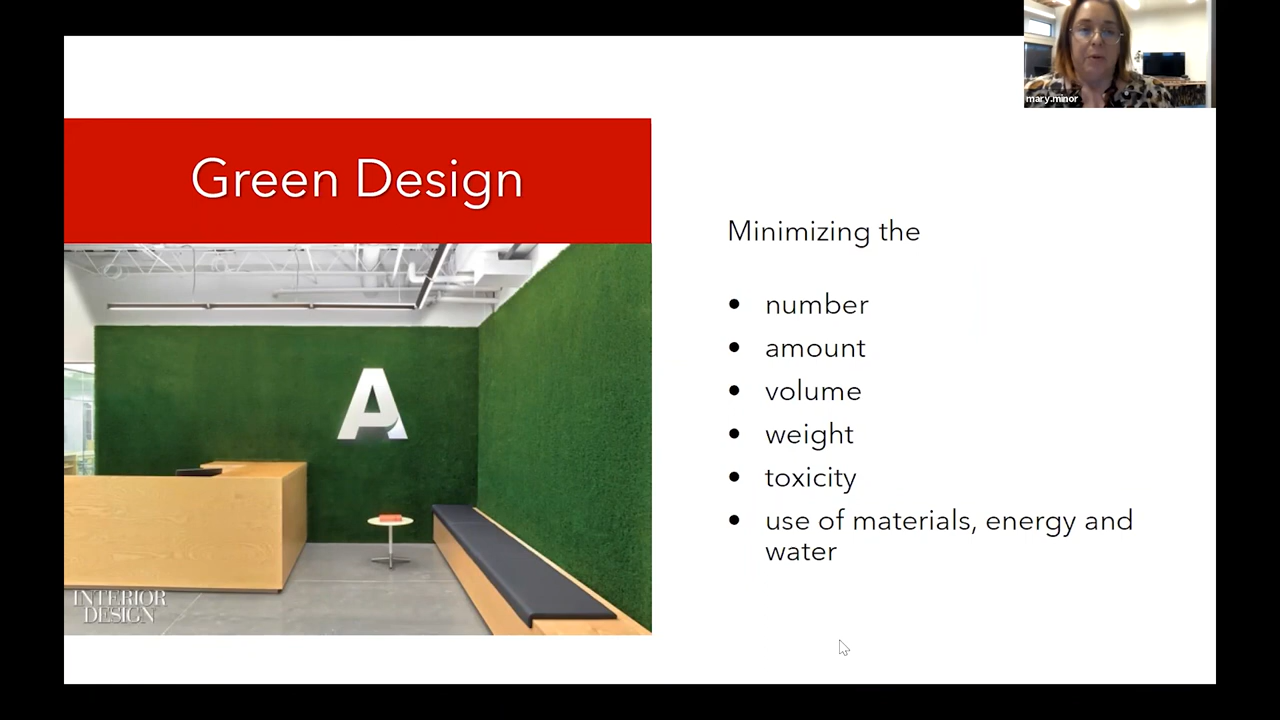 mary.minor
Green Design
A
INTERIOR
DESIGN
Minimizing the
• number
• amount
• volume
• weight
• toxicity
• use of materials, energy and
water